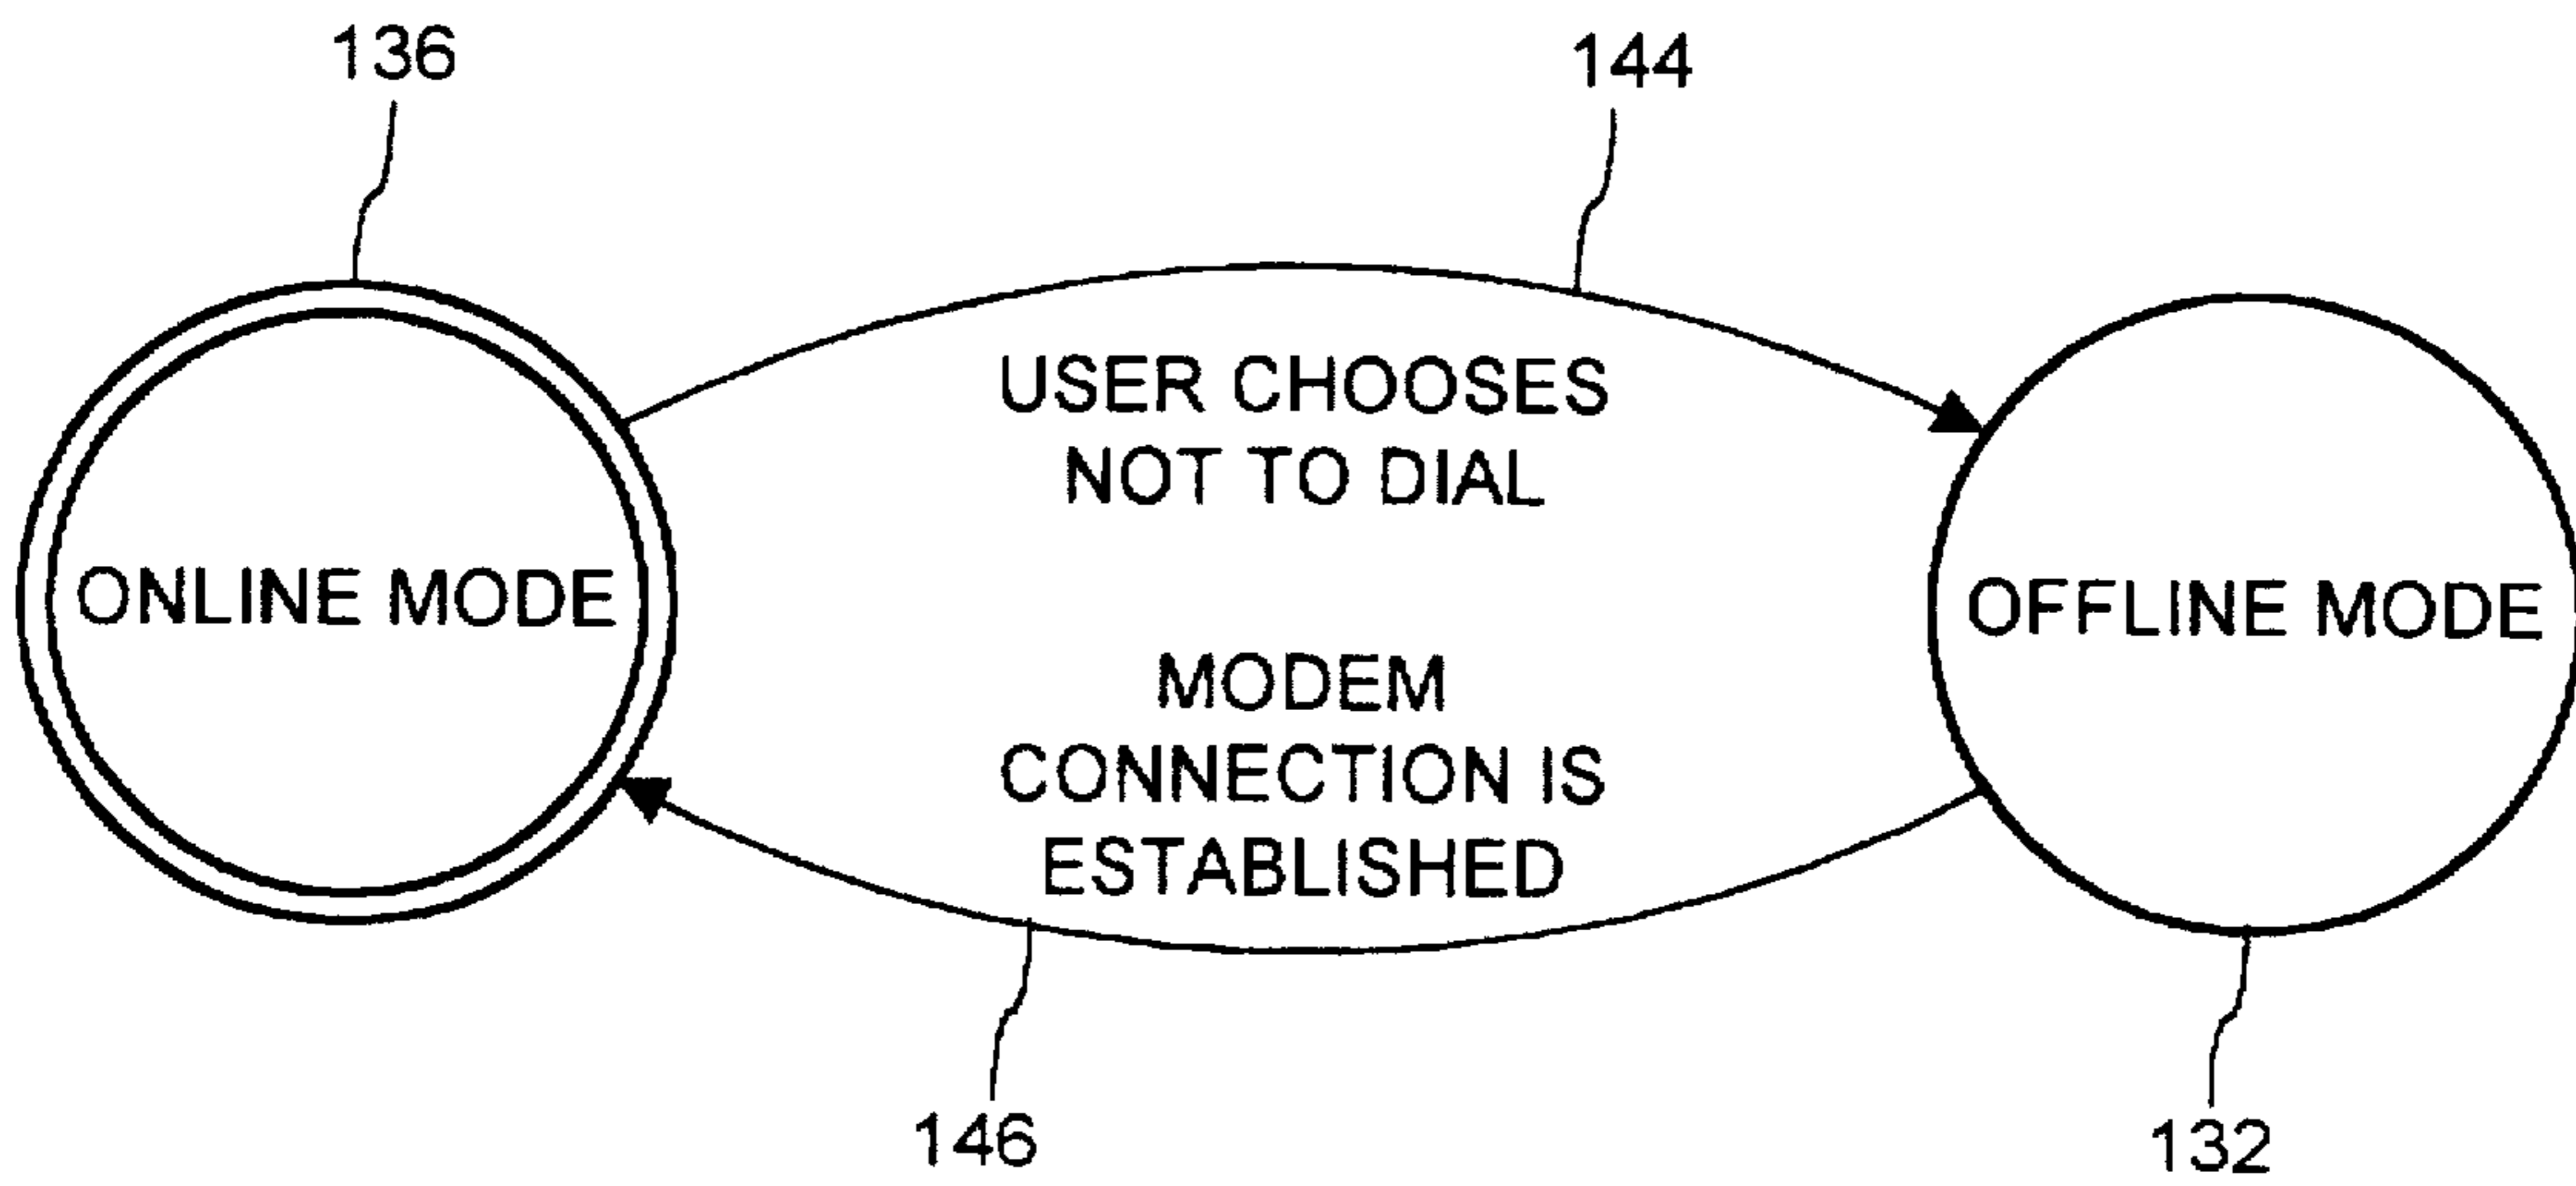 136
144
USER CHOOSES
NOT TO DIAL
ONLINE MODE
OFFLINE MODE
MODEM
CONNECTION IS
ESTABLISHED
146
132